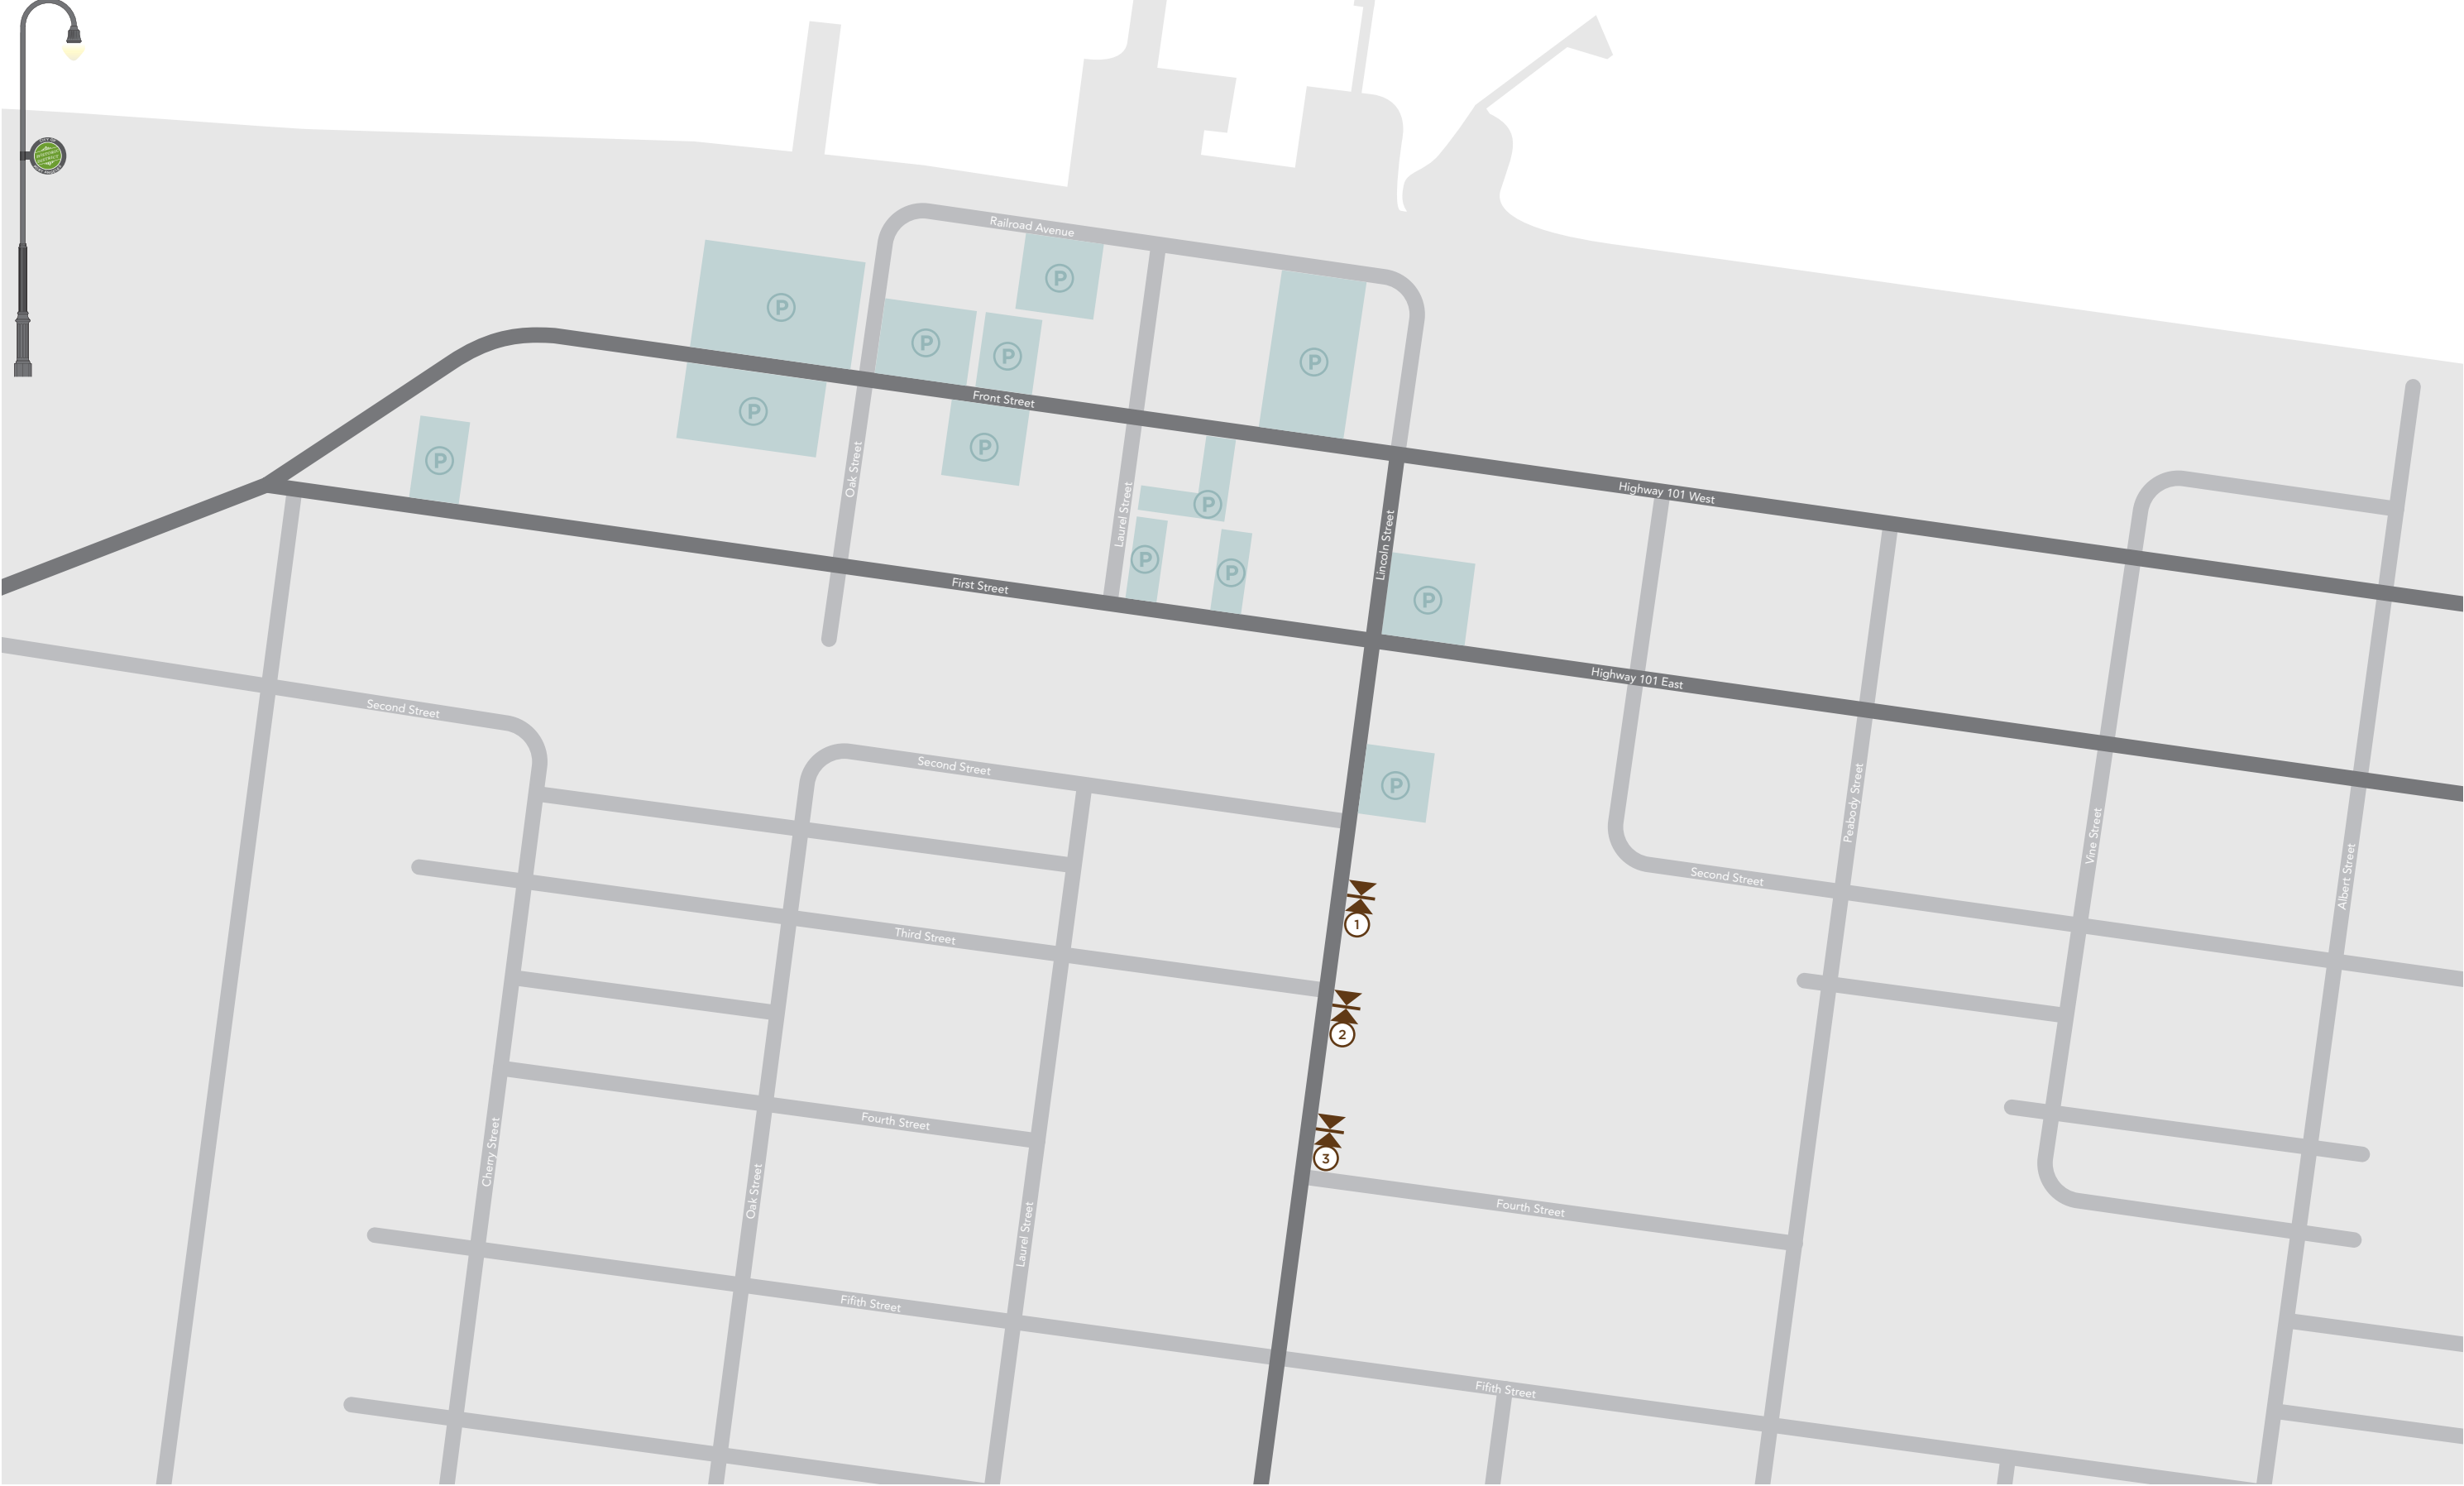 Railroad Avenue
P
P
P
P
P
Front Street
P
P
P
Oak Street
P
Highway 101 West
P
Laurel Street
Lincoln Street
P
P
First Street
P
Highway 101 East
Second Street
Second Street
P
Peabody Street
Vine Street
Second Street
Albert Street
1
Third Street
2
Fourth Street
Cherry Street
3
Oak Street
Fourth Street
Laurel Street
Fifith Street
Fifith Street